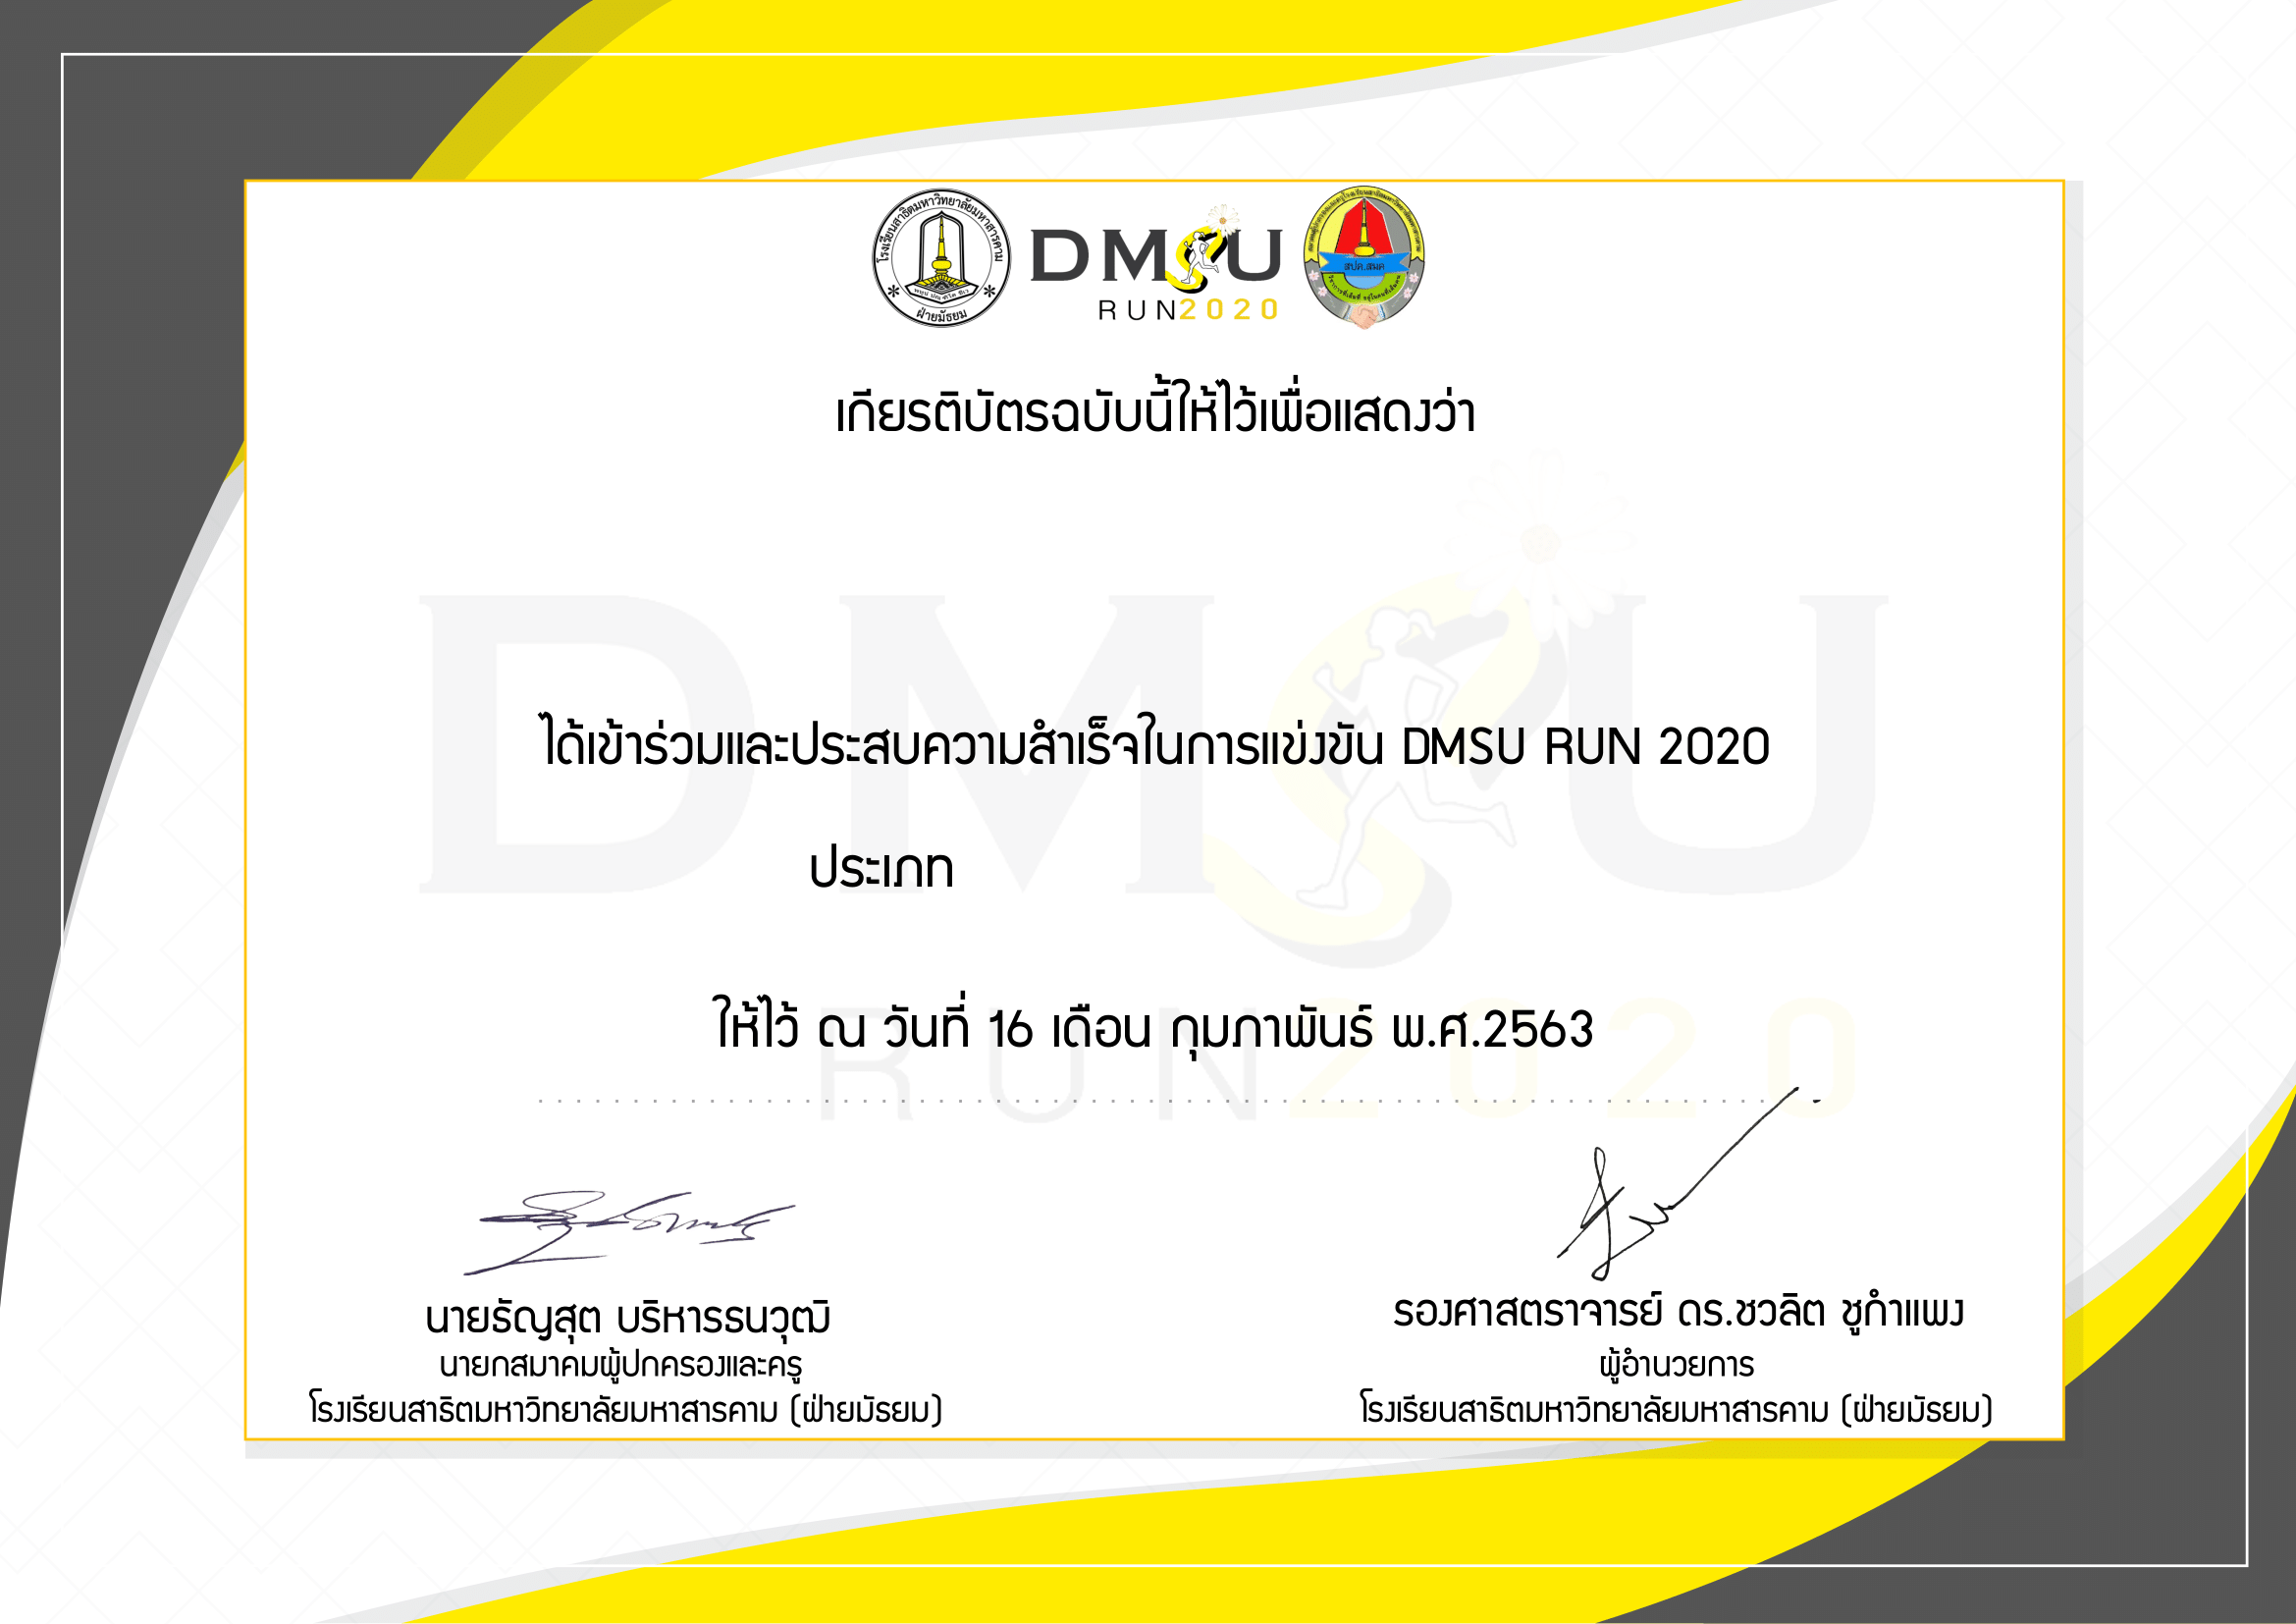 โรงเรียนสาธิตมหาวิทยาลัยมหาสารคาม
ฝ่ายมัธยม
DMSU
RUN2020
สปค.สมค
เกียรติบัตรฉบับนี้ให้ไว้เพื่อแสดงว่า
ได้เข้าร่วมและประสบความสำเร็จในการแข่งขัน DMSU RUN 2020
ประเภท
ให้ไว้ ณ วันที่ 16 เดือน กุมภาพันธ์ พ.ศ.2563
DMSU
RUN2020
นายธัญสุต บริหารธนวุฒิ
นายกสมาคมผู้ปกครองและครู
โรงเรียนสาธิตมหาวิทยาลัยมหาสารคาม (ฝ่ายมัธยม)
รองศาสตราจารย์ ดร.ชวลิต ชูกำแพง
ผู้อำนวยการ
โรงเรียนสาธิตมหาวิทยาลัยมหาสารคาม (ฝ่ายมัธยม)